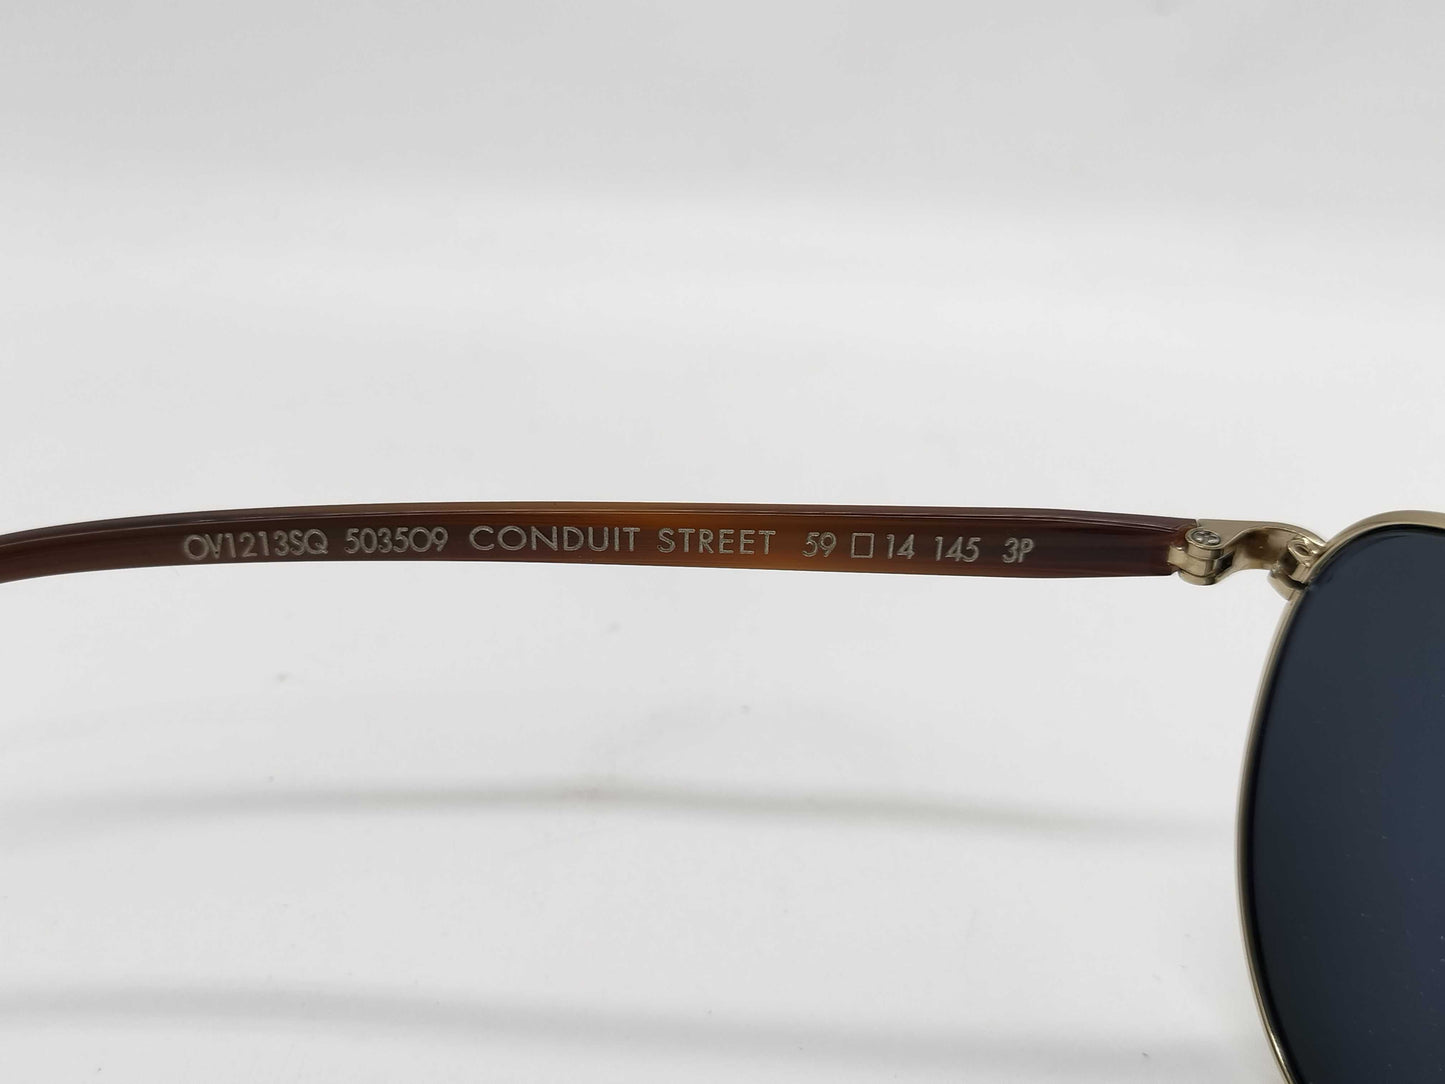 OV1213SQ 503509 CONDUIT STREET 59 □ 14 145 3P